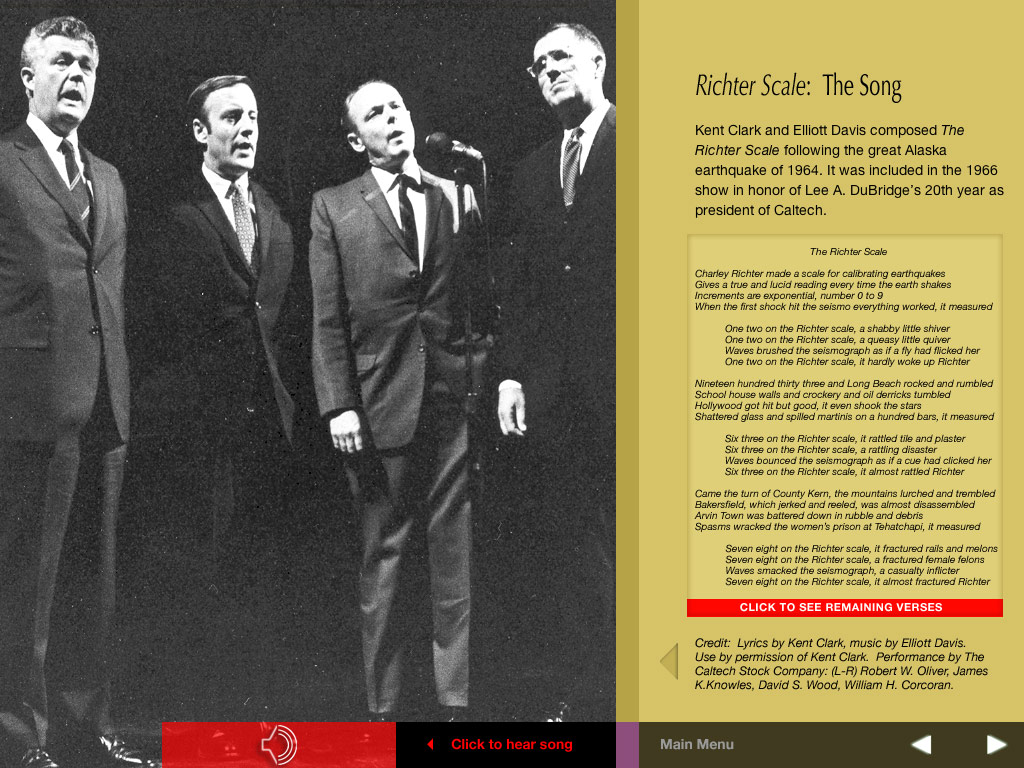 Richter Scale:  The Song
Kent Clark and Elliott Davis composed The
Richter Scale following the great Alaska
earthquake of 1964. It was included in the 1966
show in honor of Lee A. DuBridge's 20th year as
president of Caltech.
The Richter Scale
Charley Richter made a scale for calibrating earthquakes
Gives a true and lucid reading every time the earth shakes
Increments are exponential, number 0 to 9
When the first shock hit the seismo everything worked, it measured
One two on the Richter scale, a shabby little shiver
One two on the Richter scale, a queasy little quiver
Waves brushed the seismograph as if a fly had flicked her
One two on the Richter scale, it hardly woke up Richter
Nineteen hundred thirty three and Long Beach rocked and rumbled
School house walls and crockery and oil derricks tumbled
Hollywood got hit but good, it even shook the stars
Shattered glass and spilled martinis on a hundred bars, it measured
Six three on the Richter scale, it rattled tile and plaster
Six three on the Richter scale, a rattling disaster
Waves bounced the seismograph as if a cue had clicked her
Six three on the Richter scale, it almost rattled Richter
Came the turn of County Kern, the mountains lurched and trembled
Bakersfield, which jerked and reeled, was almost disassembled
Arvin Town was battered down in rubble and debris
Spasms wracked the women's prison at Tehatchapi, it measured
Seven eight on the Richter scale, it fractured rails and melons
Seven eight on the Richter scale, a fractured female felons
Waves smacked the seismograph, a casualty inflicter
Seven eight on the Richter scale, it almost fractured Richter
CLICK TO SEE REMAINING VERSES
Credit:  Lyrics by Kent Clark, music by Elliott Davis.
Use by permission of Kent Clark.  Performance by The
Caltech Stock Company: (L-R) Robert W. Oliver, James
K.Knowles, David S. Wood, William H. Corcoran.
Click to hear song
Main Menu